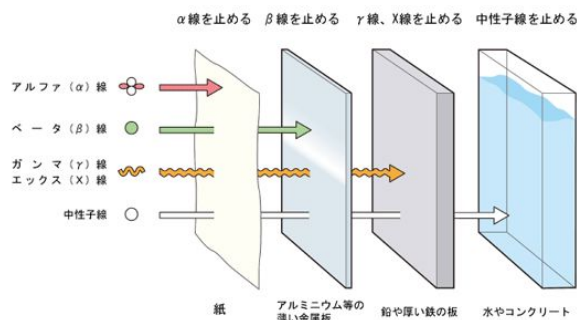 α線を止める β線を止める γ線、X線を止める 中性子線を止める
アルファ(α)線
ベータ(β)線
ガンマ(γ)線
エックス(X)線
中性子線
紙
アルミニウム等の
薄い金属板
鉛や厚い鉄の板
水やコンクリート